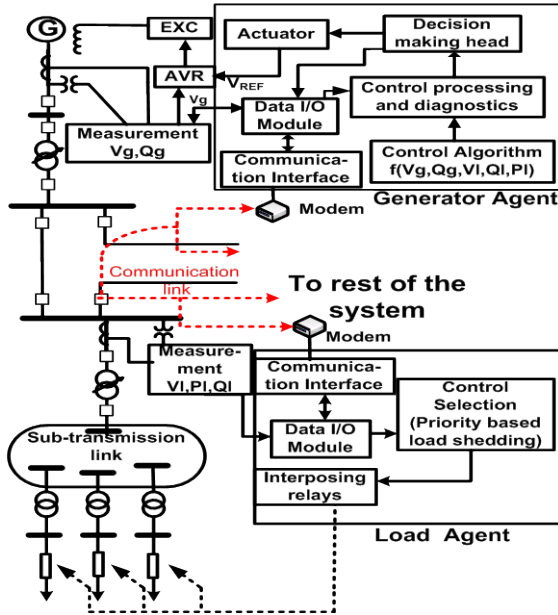 G
EXC
Actuator
Decision
making head
AVR
VREF
Vg
Data I/O
Module
Control processing
and diagnostics
Measurement
Vg,Qg
Communica-
tion Interface
Control Algorithm
f(Vg,Qg,Vl,Ql,Pl)
Modem
Generator Agent
Communication
link
To rest of the
system
Modem
Measure-
ment
Vl,Pl,Ql
Communica-
tion Interface
Control
Selection
(Priority based
load shedding)
Data I/O
Module
Sub-transmission
link
Interposing
relays
Load Agent